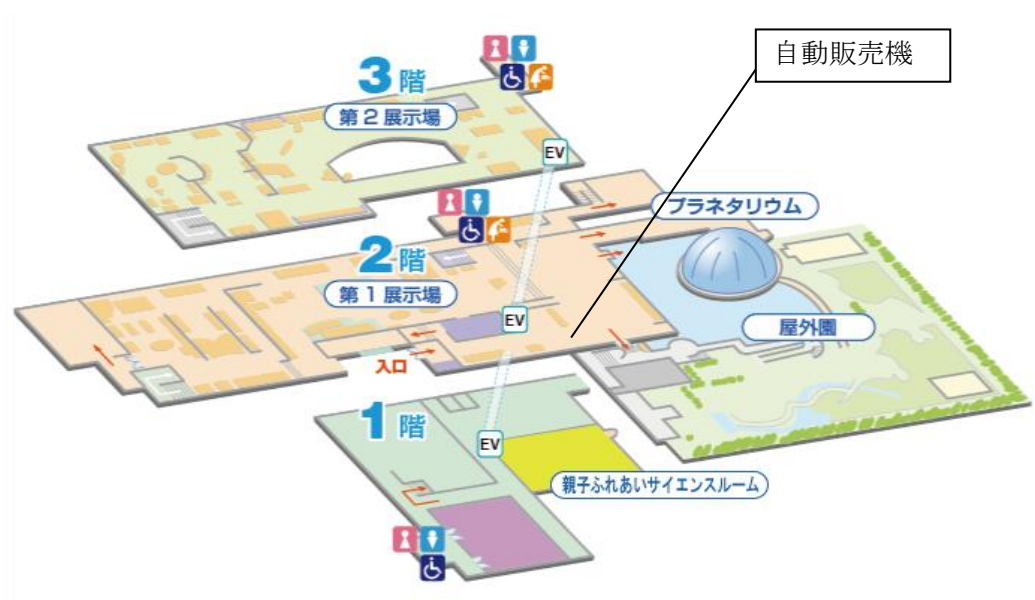 自動販売機
3階
第2展示場
EV
プラネタリウム
2階
第1展示場
EV
屋外園
入口
1階
EV
親子ふれあいサイエンスルーム